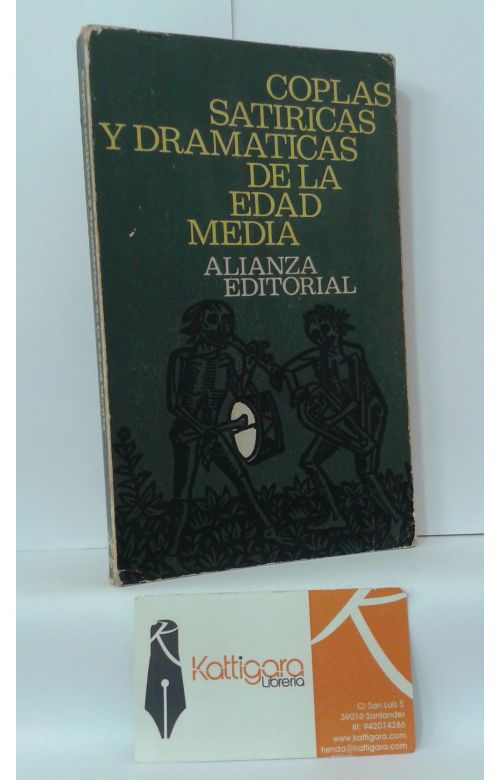 COPLAS
SATIRICAS
Y DRAMATICAS
DE LA
EDAD
MEDIA
ALIANZA
EDITORIAL
Kattigara
Librería
C/ San Luis 5
39010 Santander
tlf: 942074286
www.kattigara.com
tienda@kattigara.com